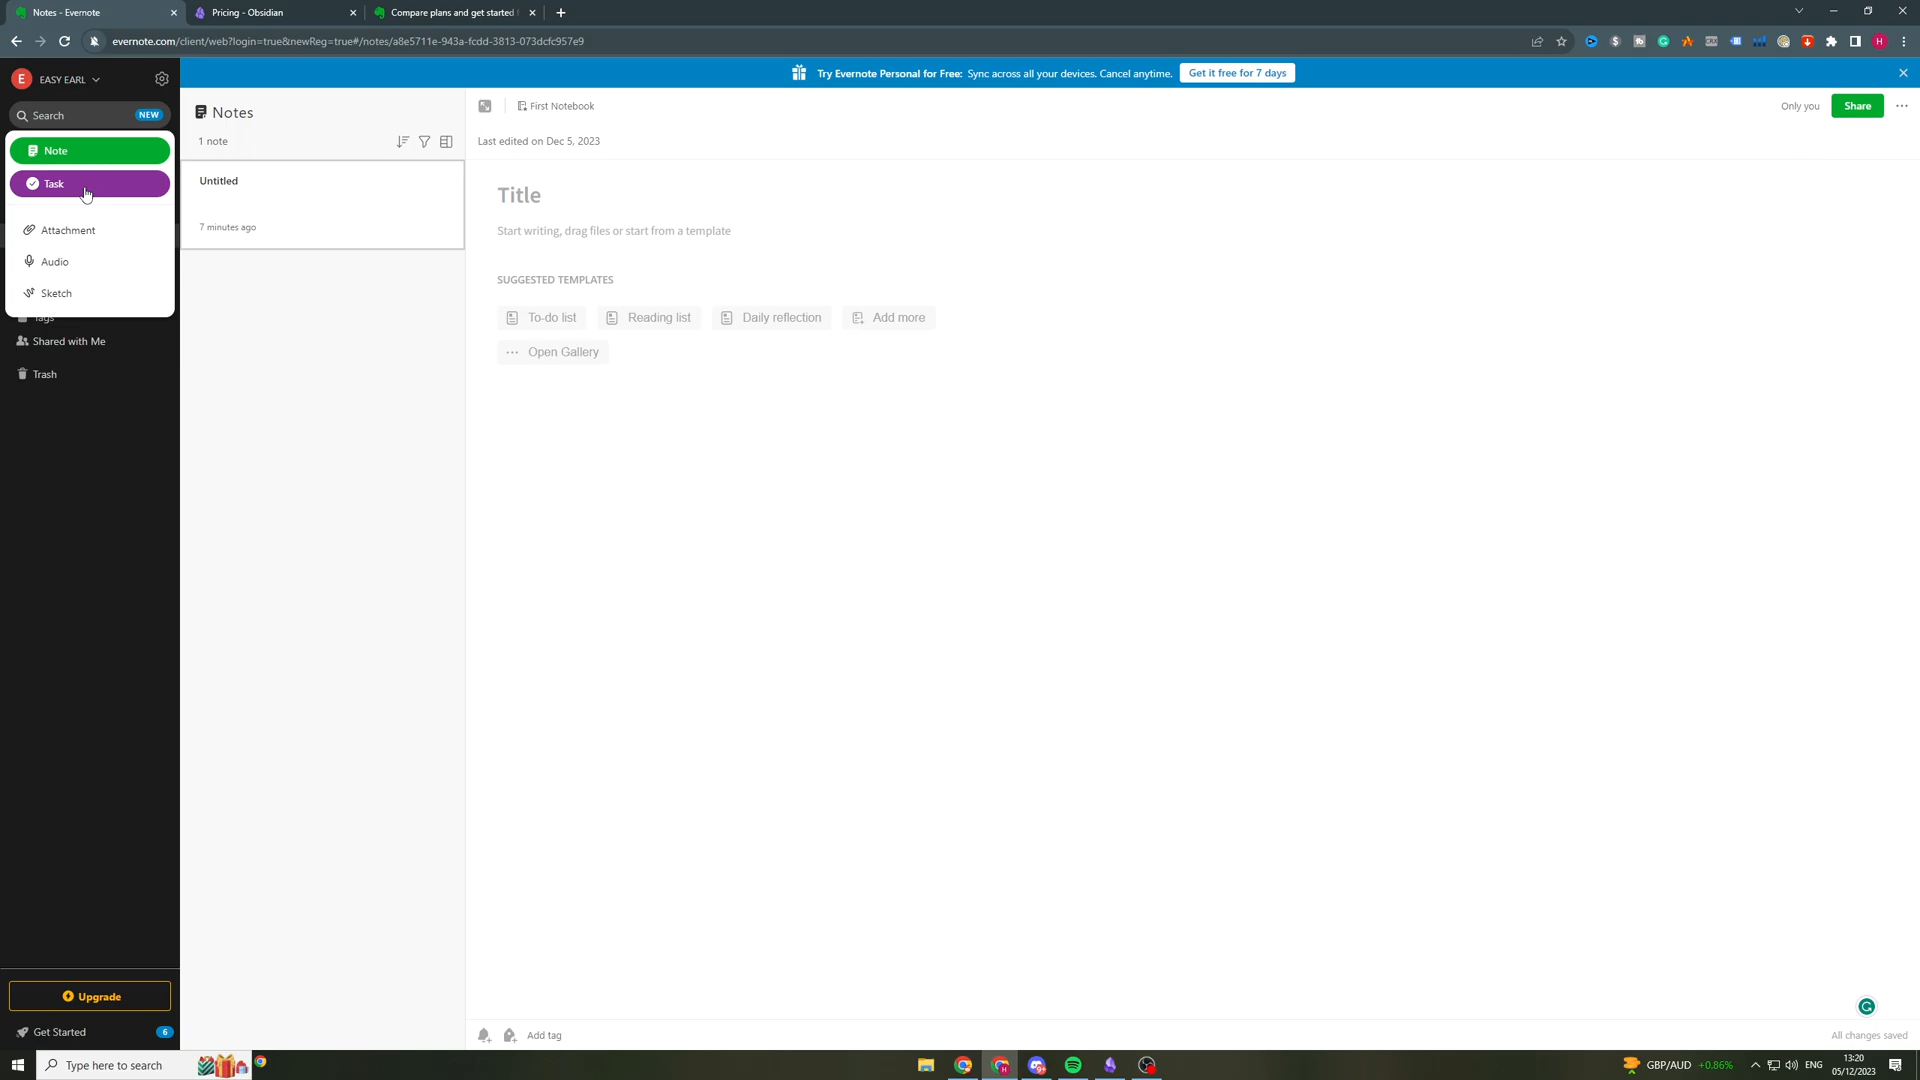 Notes - Evernote
Pricing - Obsidian
Compare plans and get started
evernote.com/client/web?login=true&newReg=true#/notes/a8e5711e-943a-fcdd-3813-073dcfc957e9
E EASY EARL
Try Evernote Personal for Free: Sync across all your devices. Cancel anytime. Get it free for 7 days
Search NEW
Note
Task
Attachment
Audio
Sketch
Tags
Shared with Me
Trash
Upgrade
Get Started 6
Notes
1 note
Untitled
7 minutes ago
First Notebook
Only you Share
Last edited on Dec 5, 2023
Title
Start writing, drag files or start from a template
SUGGESTED TEMPLATES
To-do list Reading list Daily reflection Add more
Open Gallery
Add tag
All changes saved
Type here to search
GBP/AUD +0.86% ENG
13:20
05/12/2023